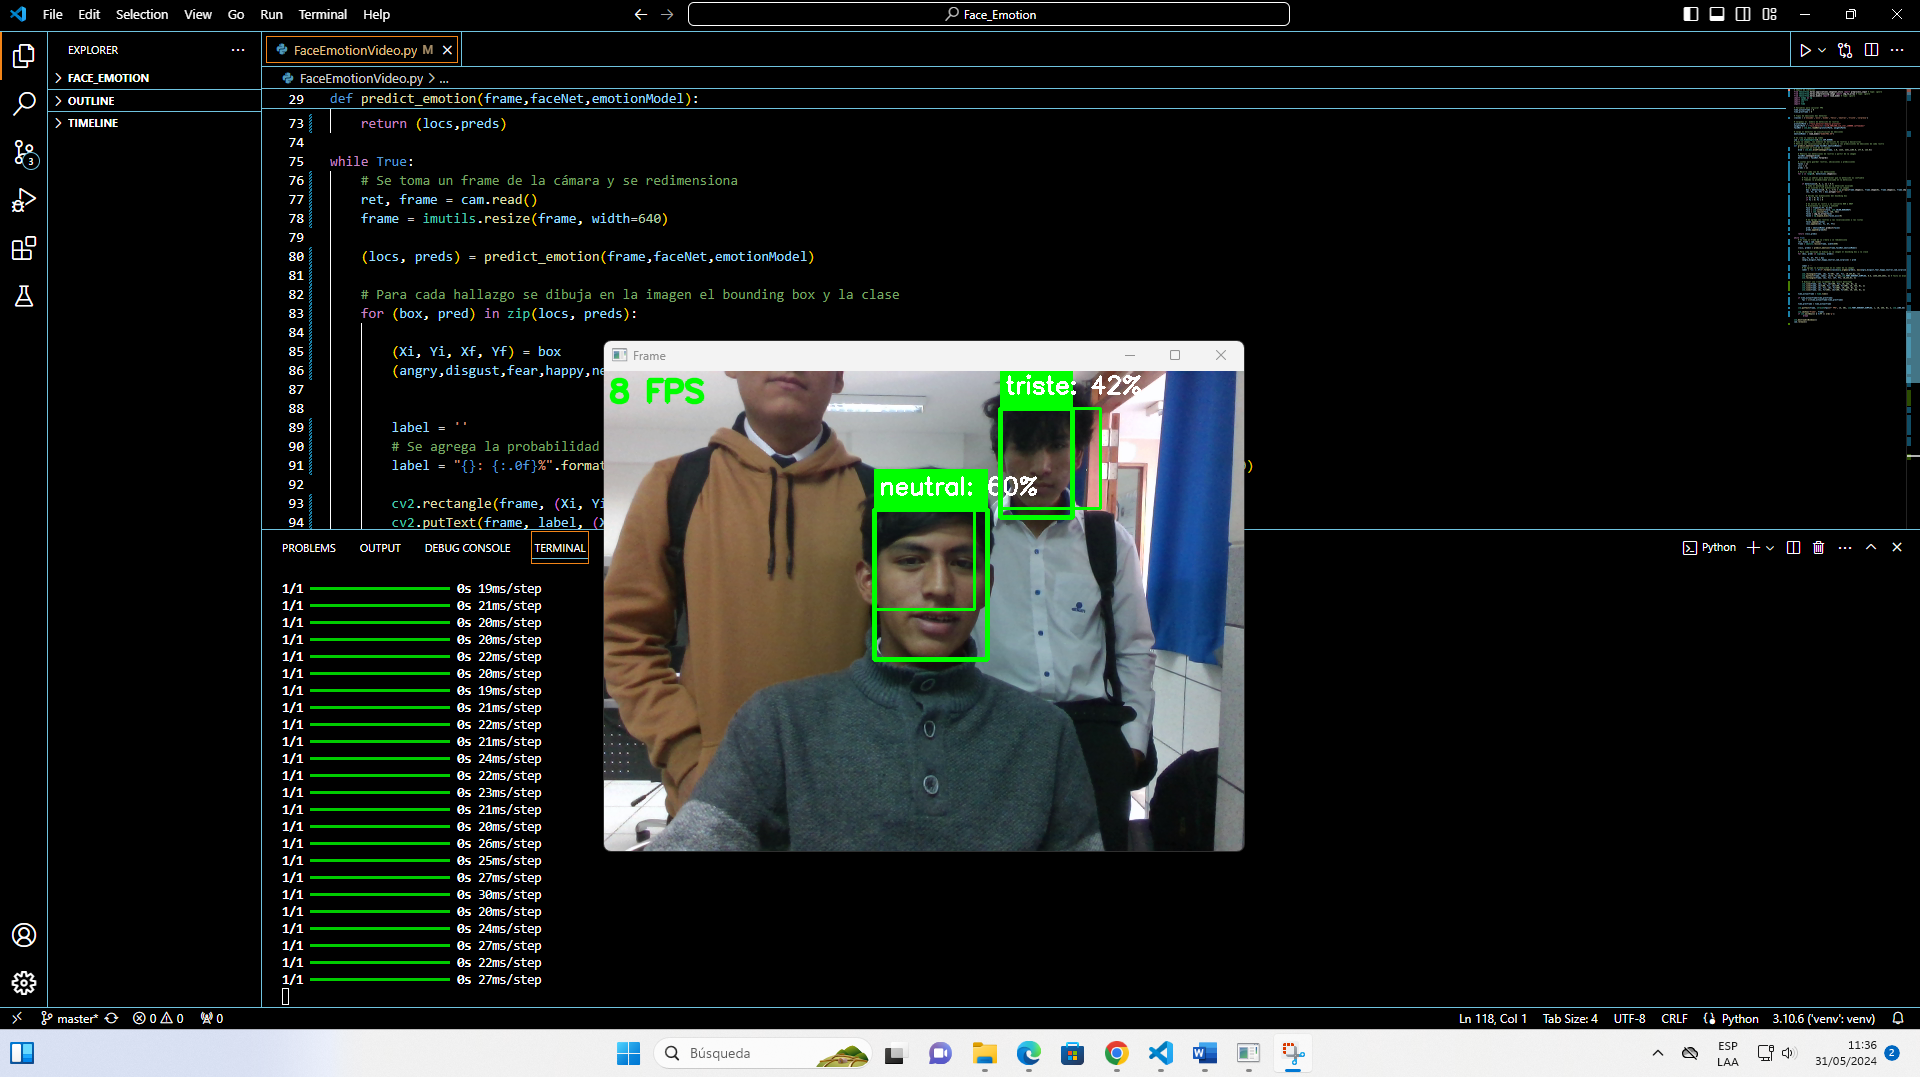 File Edit Selection View Go Run Terminal Help
Face_Emotion
EXPLORER
FACE_EMOTION
OUTLINE
TIMELINE
3
FaceEmotionVideo.py M
FaceEmotionVideo.py > ...
29 def predict_emotion(frame,faceNet,emotionModel):
73 return (locs,preds)
74
75 while True:
76 # Se toma un frame de la cámara y se redimensiona
77 ret, frame = cam.read()
78 frame = imutils.resize(frame, width=640)
79
80 (locs, preds) = predict_emotion(frame,faceNet,emotionModel)
81
82 # Para cada hallazgo se dibuja en la imagen el bounding box y la clase
83 for (box, pred) in zip(locs, preds):
84
85 (Xi, Yi, Xf, Yf) = box
86 (angry,disgust,fear,happy,ne
87
88
89 label = ''
90 # Se agrega la probabilidad
91 label = "{}: {:.0f}%".format )
92
93 cv2.rectangle(frame, (Xi, Yi
94 cv2.putText(frame, label, (X
Frame
8 FPS
triste: 42%
neutral: 60%
PROBLEMS OUTPUT DEBUG CONSOLE TERMINAL
Python
1/1 0s 19ms/step
1/1 0s 21ms/step
1/1 0s 20ms/step
1/1 0s 20ms/step
1/1 0s 22ms/step
1/1 0s 20ms/step
1/1 0s 19ms/step
1/1 0s 21ms/step
1/1 0s 22ms/step
1/1 0s 21ms/step
1/1 0s 24ms/step
1/1 0s 22ms/step
1/1 0s 23ms/step
1/1 0s 21ms/step
1/1 0s 20ms/step
1/1 0s 26ms/step
1/1 0s 25ms/step
1/1 0s 27ms/step
1/1 0s 30ms/step
1/1 0s 20ms/step
1/1 0s 24ms/step
1/1 0s 27ms/step
1/1 0s 22ms/step
1/1 0s 27ms/step
master* 0 0 0
Ln 118, Col 1 Tab Size: 4 UTF-8 CRLF Python 3.10.6 ('venv': venv)
Búsqueda
ESP
LAA
11:36
31/05/2024
2